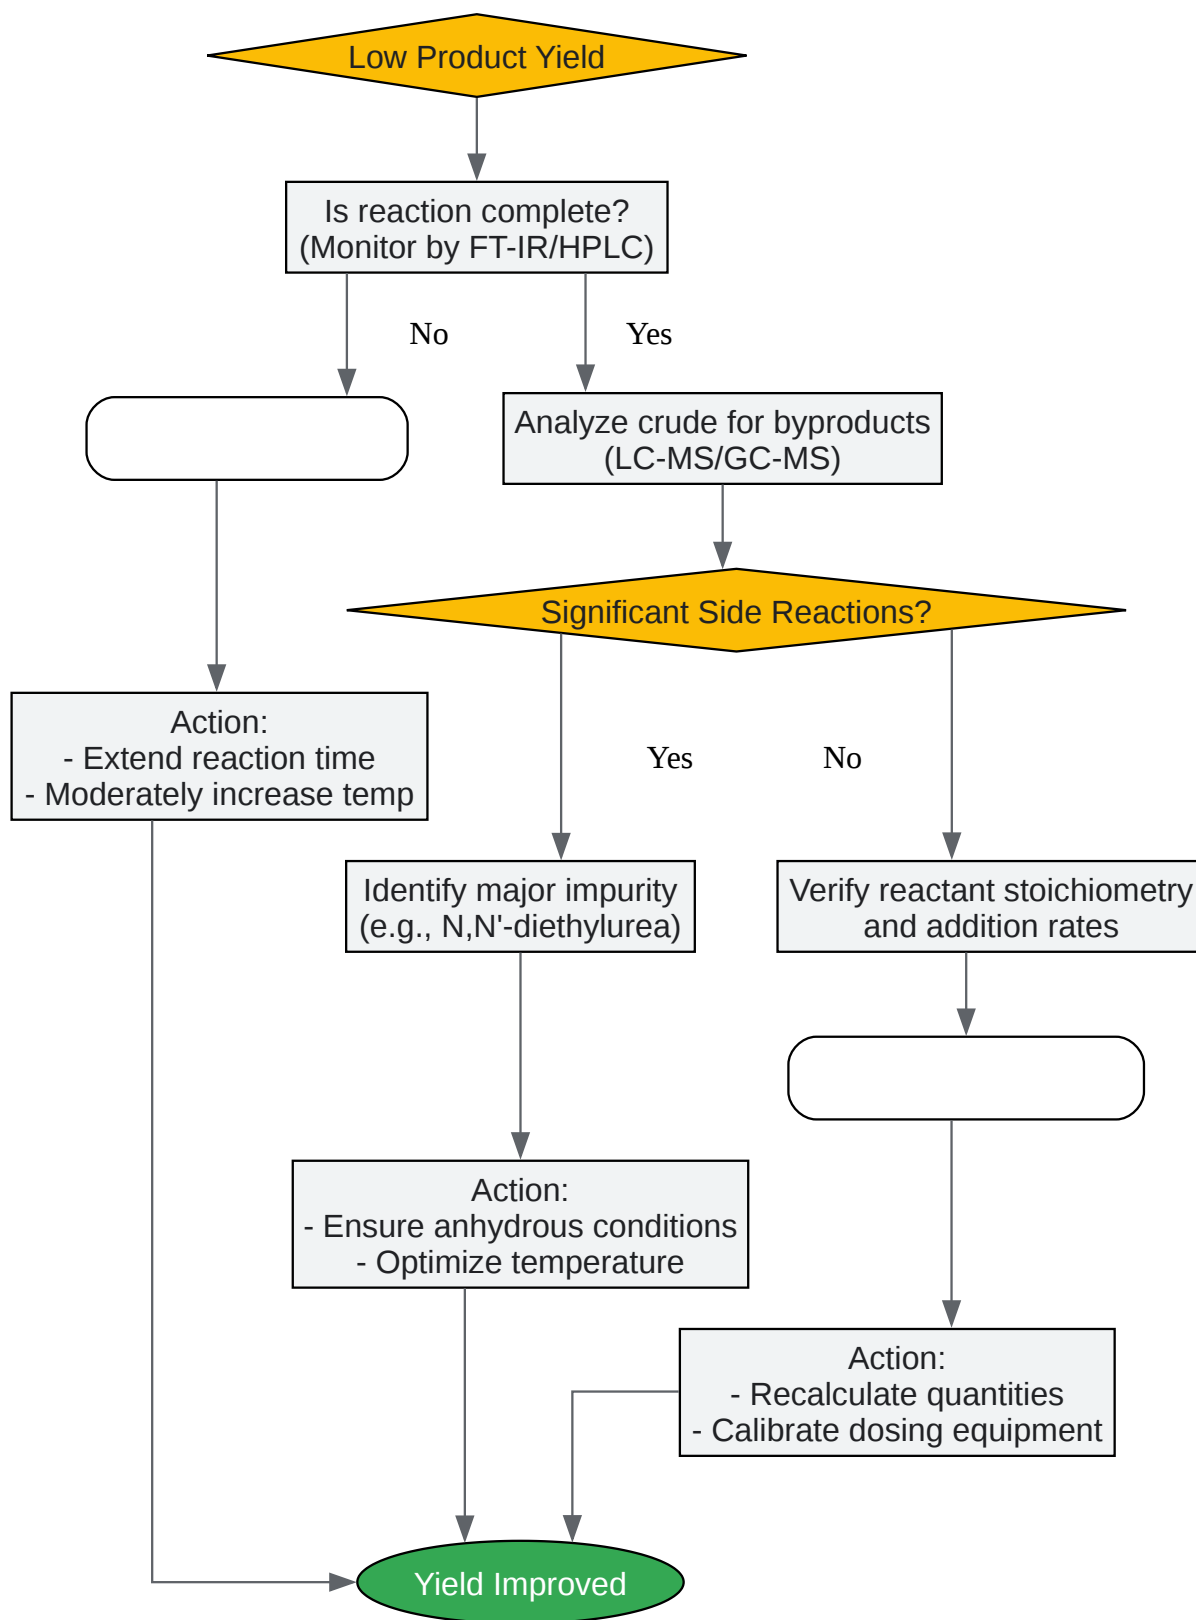 Low Product Yield
Is reaction complete?
(Monitor by FT-IR/HPLC)
No
Yes
Analyze crude for byproducts
(LC-MS/GC-MS)
Significant Side Reactions?
Action:
- Extend reaction time
- Moderately increase temp
Yes
No
Identify major impurity
(e.g., N,N'-diethylurea)
Verify reactant stoichiometry
and addition rates
Action:
- Ensure anhydrous conditions
- Optimize temperature
Action:
- Recalculate quantities
- Calibrate dosing equipment
Yield Improved